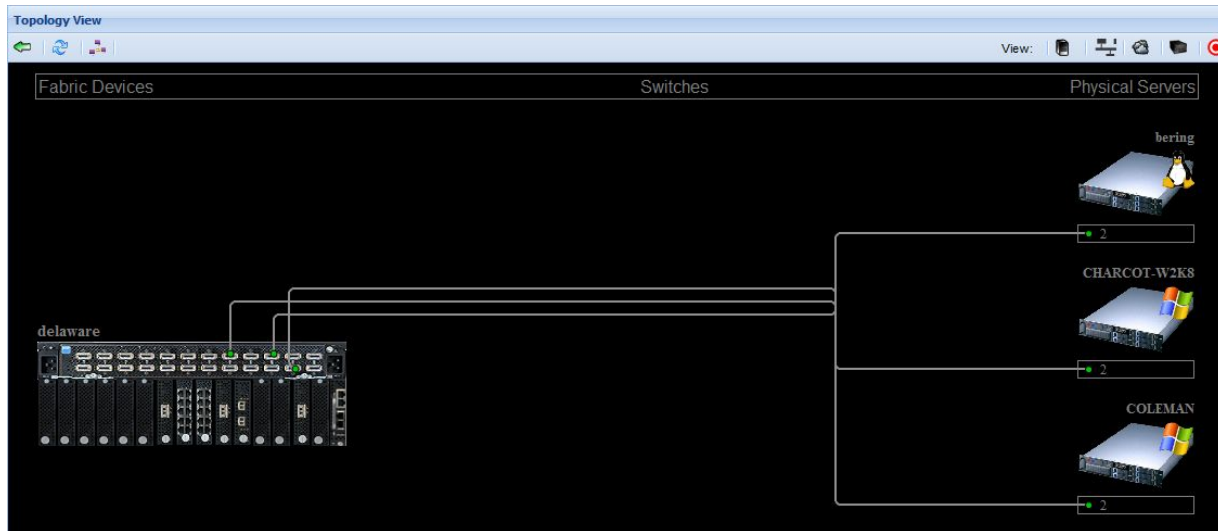 Topology View
View:
Fabric Devices Switches Physical Servers
bering
2
CHARCOT-W2K8
2
delaware
COLEMAN
2